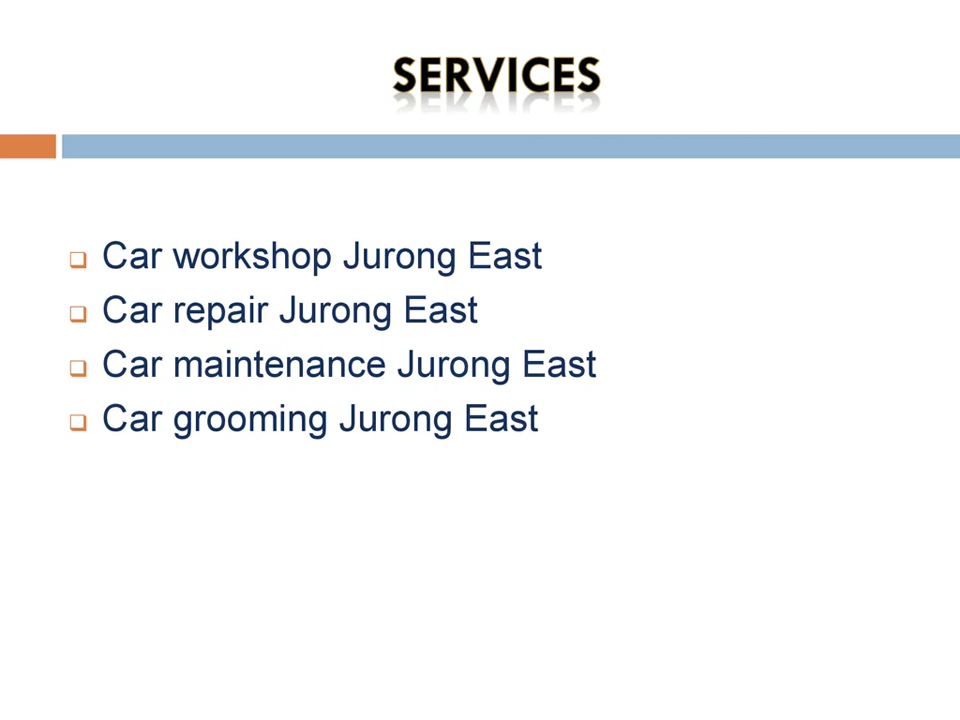 SERVICES
Car workshop Jurong East
Car repair Jurong East
Car maintenance Jurong East
Car grooming Jurong East